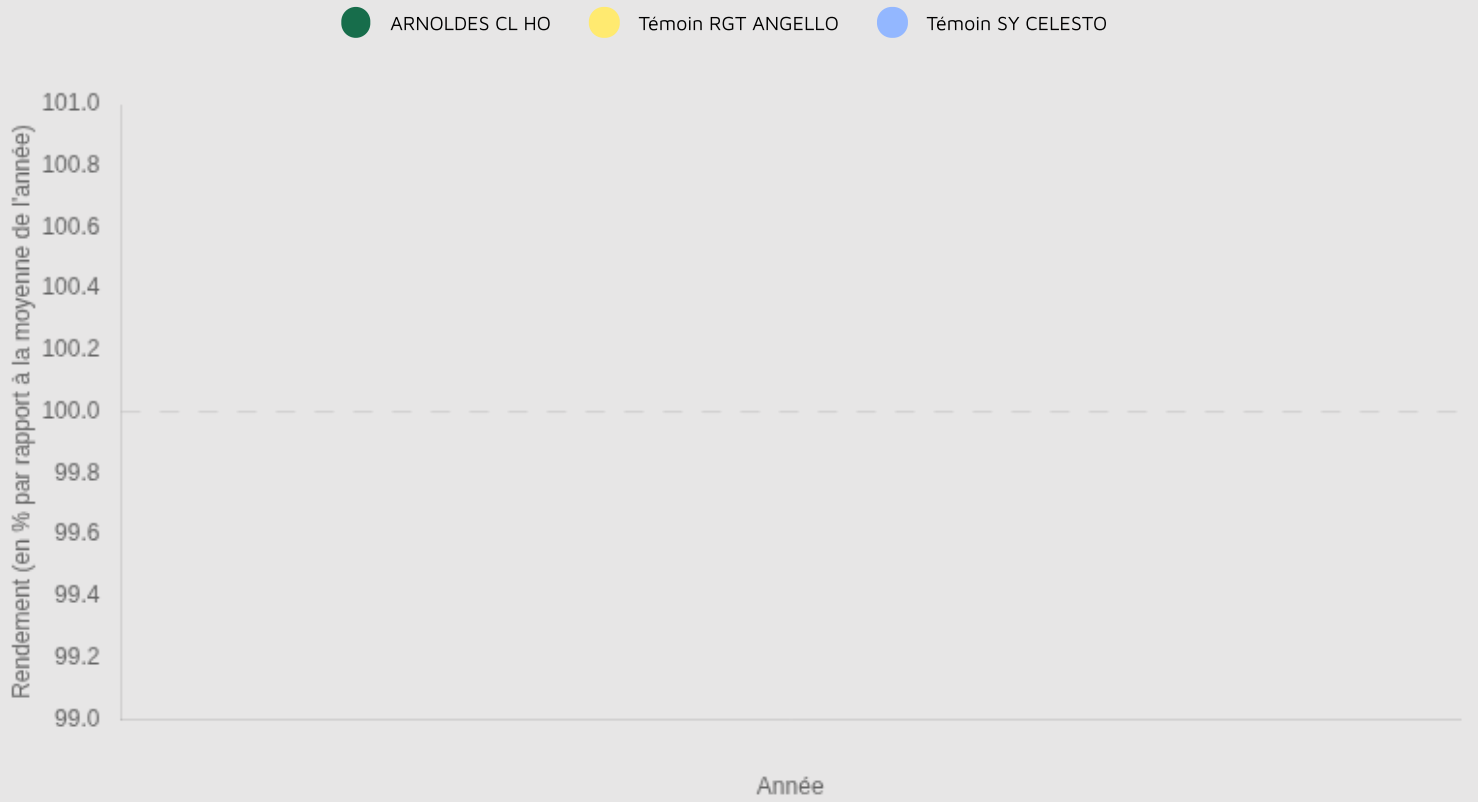 ARNOLDES CL HO
Témoin RGT ANGELLO
Témoin SY CELESTO
Rendement (en % par rapport à la moyenne de l'année)
101.0
100.8
100.6
100.4
100.2
100.0
99.8
99.6
99.4
99.2
99.0
Année